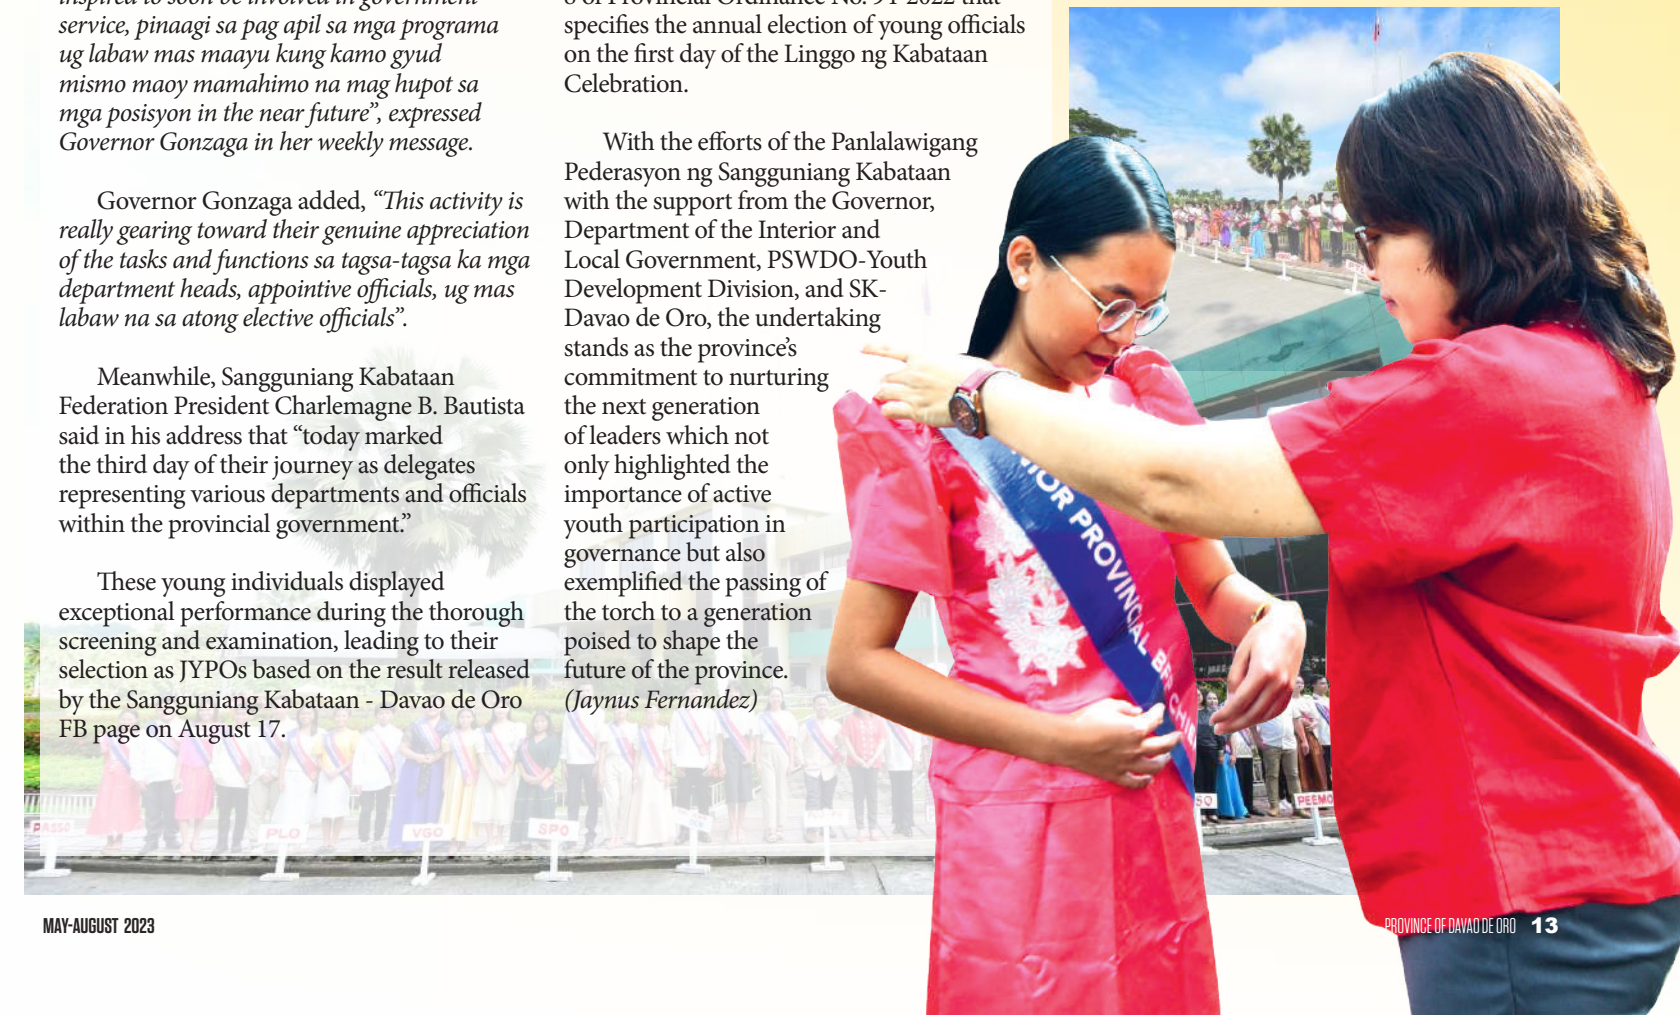 service, pinaagi sa pag apil sa mga programa
ug labaw mas maayu kung kamo gyud
mismo maoy mamahimo na mag hupot sa
mga posisyon in the near future”, expressed
Governor Gonzaga in her weekly message.
Governor Gonzaga added, “This activity is
really gearing toward their genuine appreciation
of the tasks and functions sa tagsa-tagsa ka mga
department heads, appointive officials, ug mas
labaw na sa atong elective officials”.
Meanwhile, Sangguniang Kabataan
Federation President Charlemagne B. Bautista
said in his address that “today marked
the third day of their journey as delegates
representing various departments and officials
within the provincial government.”
These young individuals displayed
exceptional performance during the thorough
screening and examination, leading to their
selection as JYPOs based on the result released
by the Sangguniang Kabataan - Davao de Oro
FB page on August 17.
specifies the annual election of young officials
on the first day of the Linggo ng Kabataan
Celebration.
With the efforts of the Panlalawigang
Pederasyon ng Sangguniang Kabataan
with the support from the Governor,
Department of the Interior and
Local Government, PSWDO-Youth
Development Division, and SK-
Davao de Oro, the undertaking
stands as the province’s
commitment to nurturing
the next generation
of leaders which not
only highlighted the
importance of active
youth participation in
governance but also
exemplified the passing of
the torch to a generation
poised to shape the
future of the province.
(Jaynus Fernandez)
NIOR PROVINCIAL
PASSO
PLO
VGO
SPO
SO
PEEMO
MAY-AUGUST 2023
PROVINCE OF DAVAO DE ORO 13